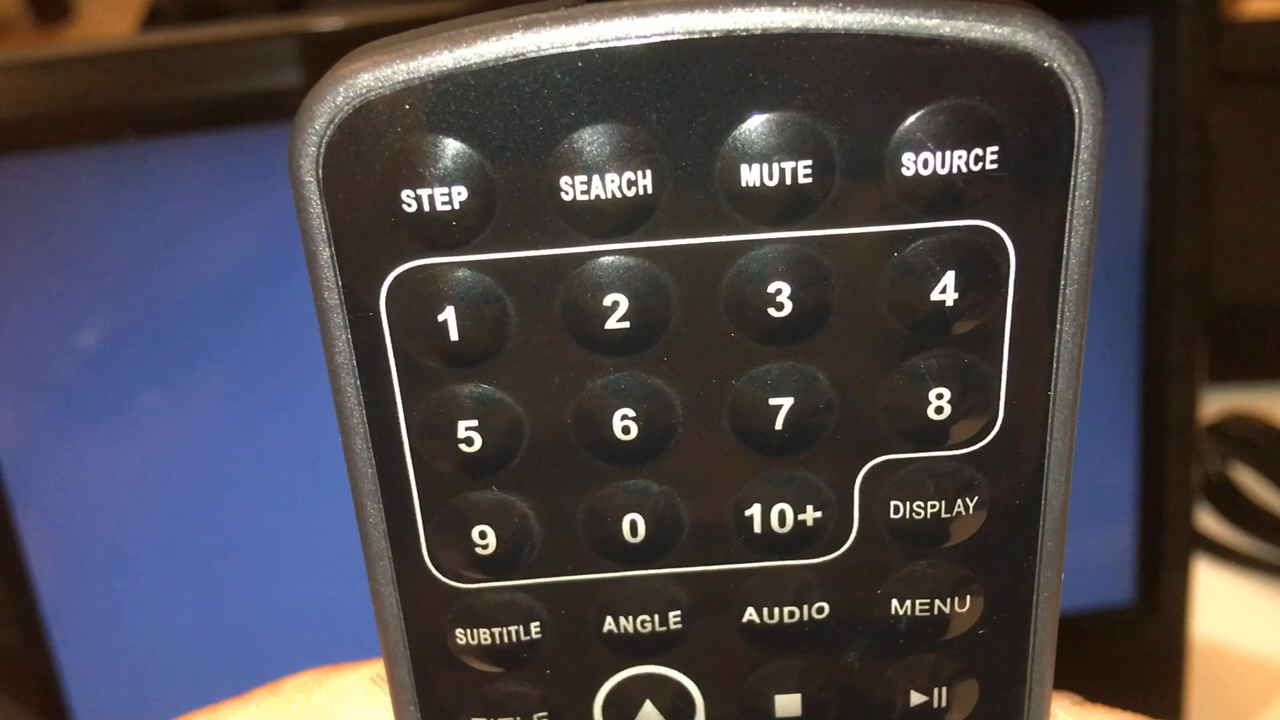 STEP SEARCH MUTE SOURCE
1 2 3 4
5 6 7 8
9 0 10+ DISPLAY
SUBTITLE ANGLE AUDIO MENU
TITLE